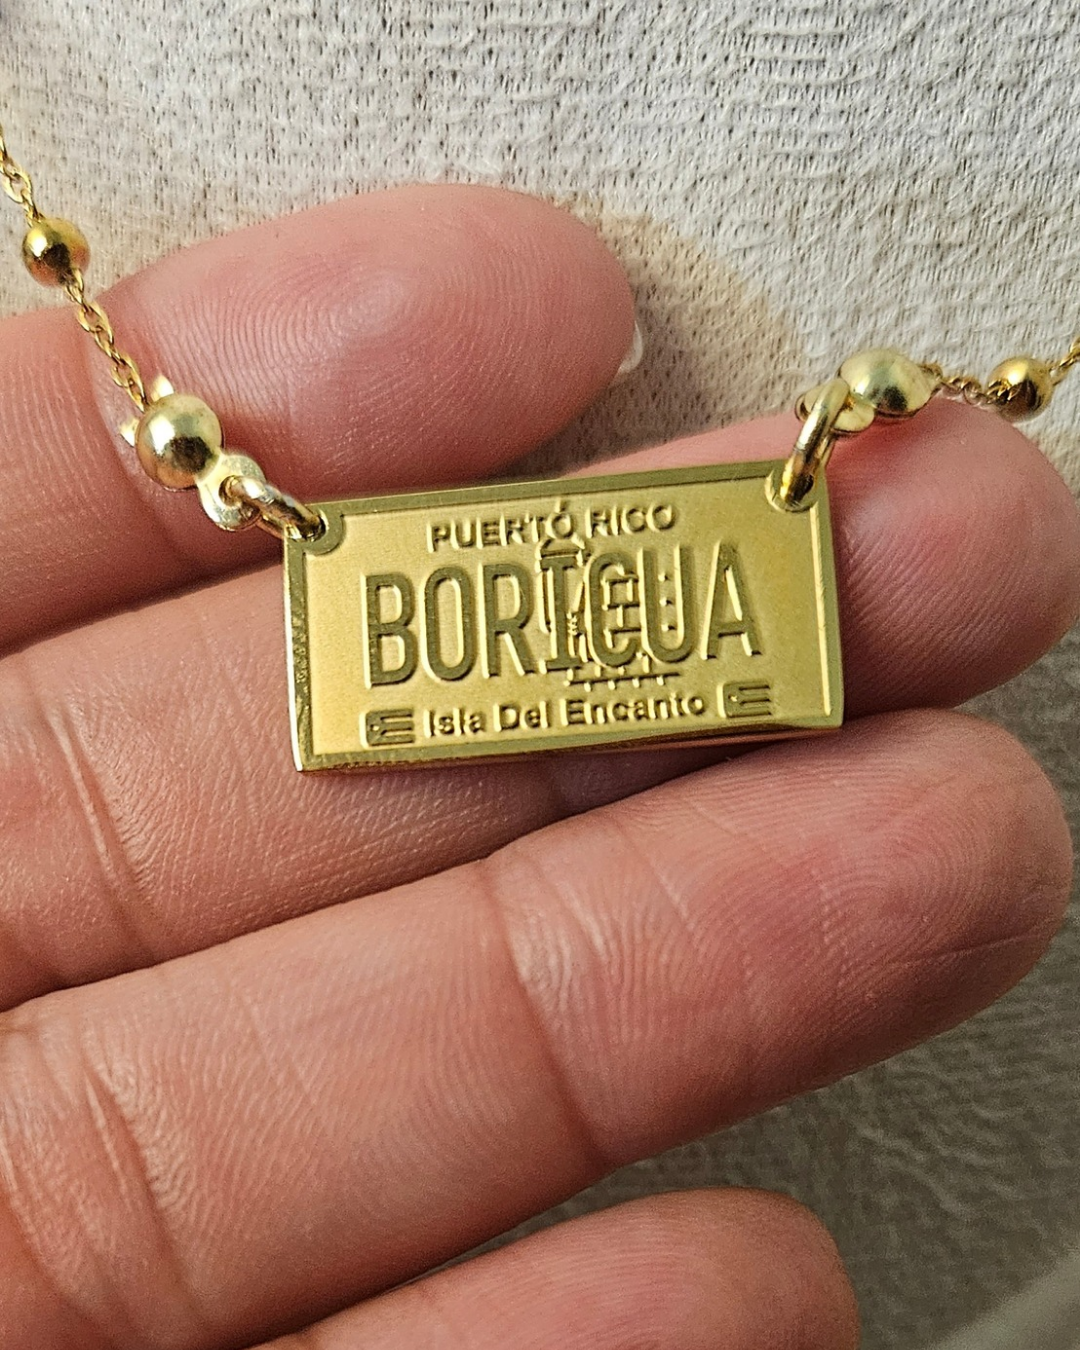 PUERTO RICO
BORICUA
Isla Del Encanto